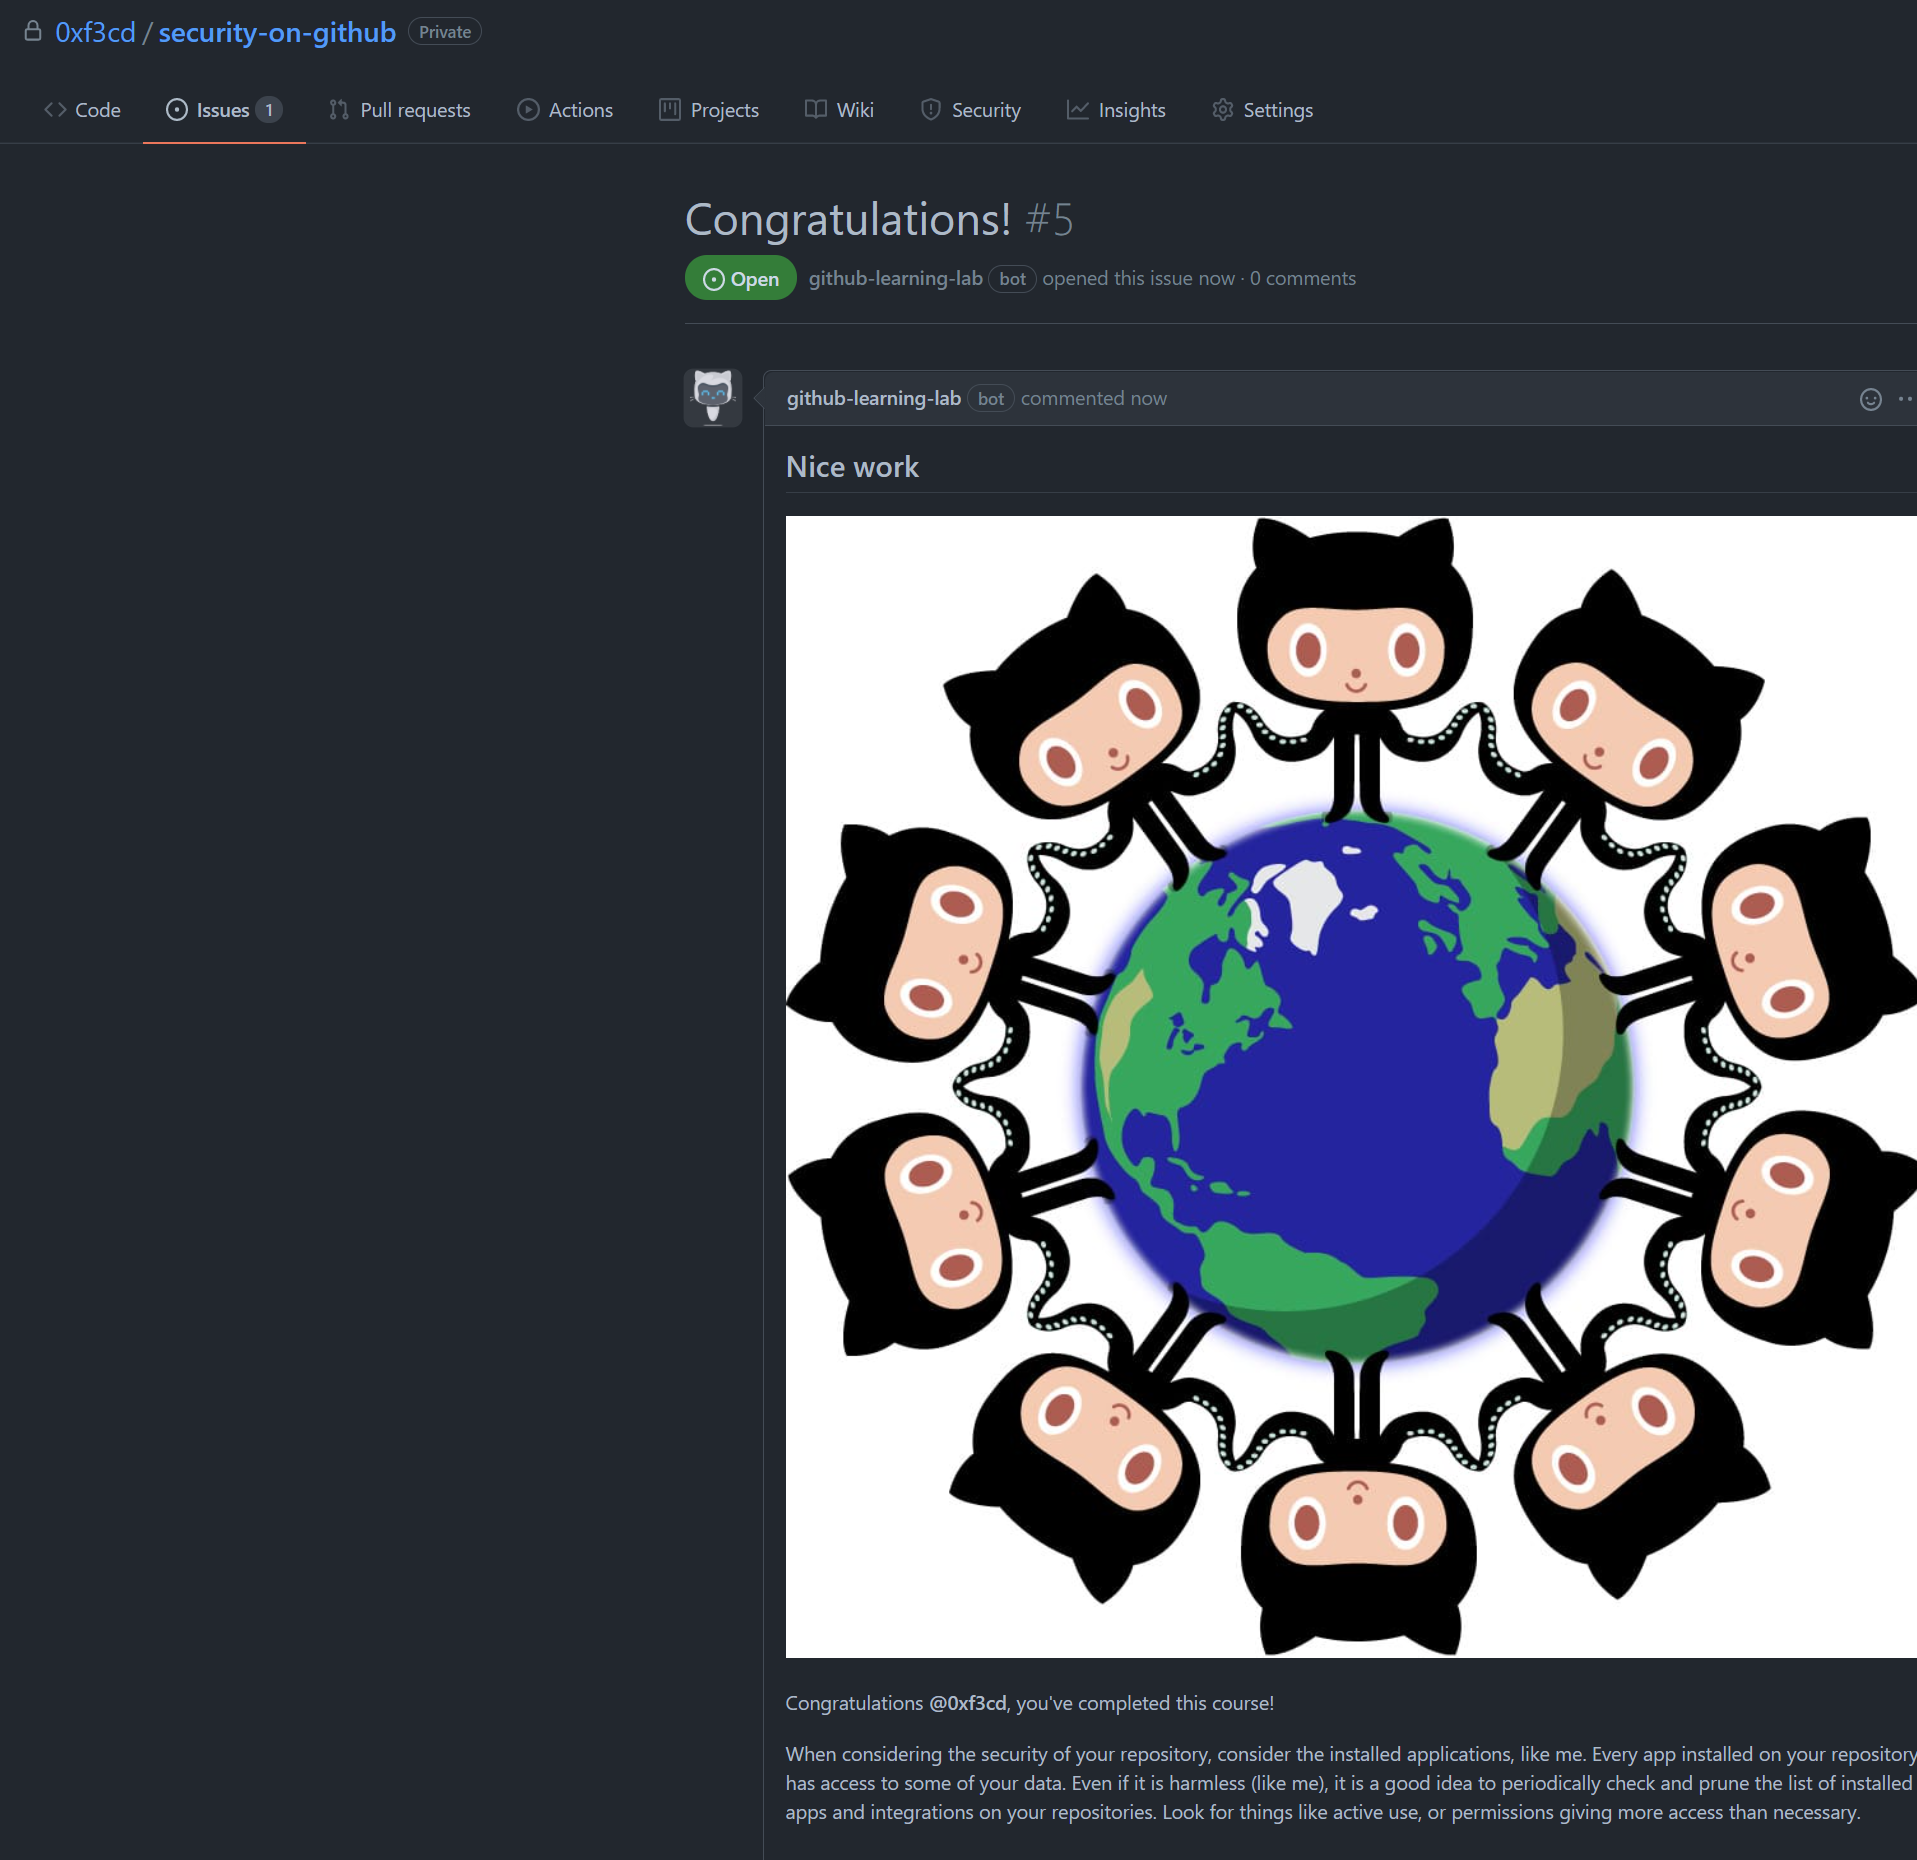 0xf3cd / security-on-github Private
Code Issues 1 Pull requests Actions Projects Wiki Security Insights Settings
Congratulations! #5
Open github-learning-lab bot opened this issue now · 0 comments
github-learning-lab bot commented now
Nice work
Congratulations @0xf3cd, you've completed this course!
When considering the security of your repository, consider the installed applications, like me. Every app installed on your repository
has access to some of your data. Even if it is harmless (like me), it is a good idea to periodically check and prune the list of installed
apps and integrations on your repositories. Look for things like active use, or permissions giving more access than necessary.